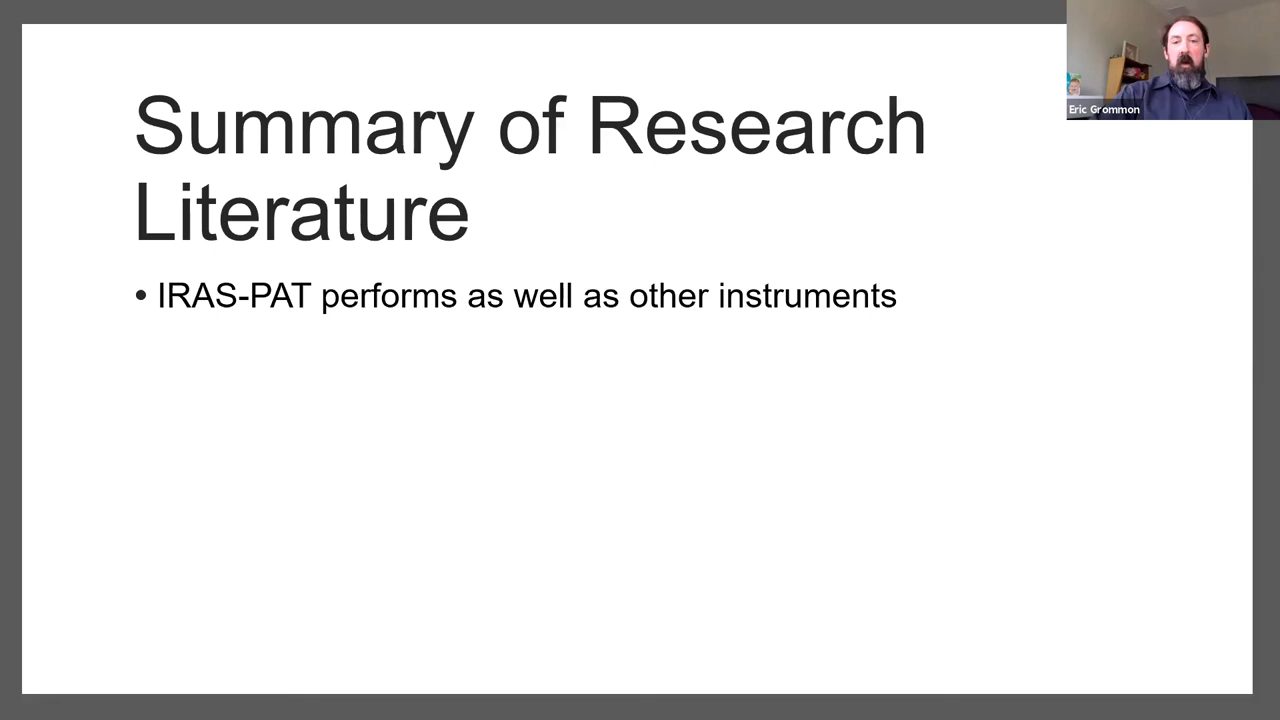 Summary of Research
Literature
• IRAS-PAT performs as well as other instruments
Eric Grommon